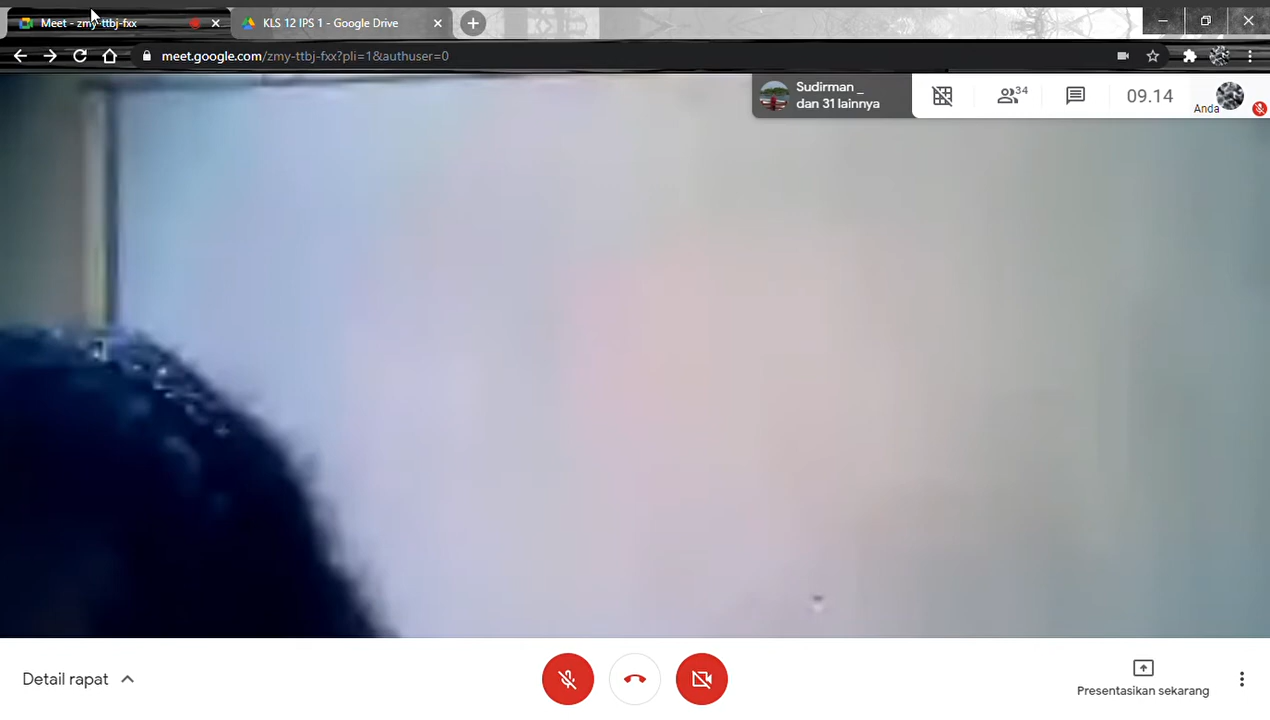 Meet - zmy-ttbj-fxx
KLS 12 IPS 1 - Google Drive
meet.google.com/zmy-ttbj-fxx?pli=1&authuser=0
Sudirman _
dan 31 lainnya
34
09.14
Anda
Detail rapat
Presentasikan sekarang